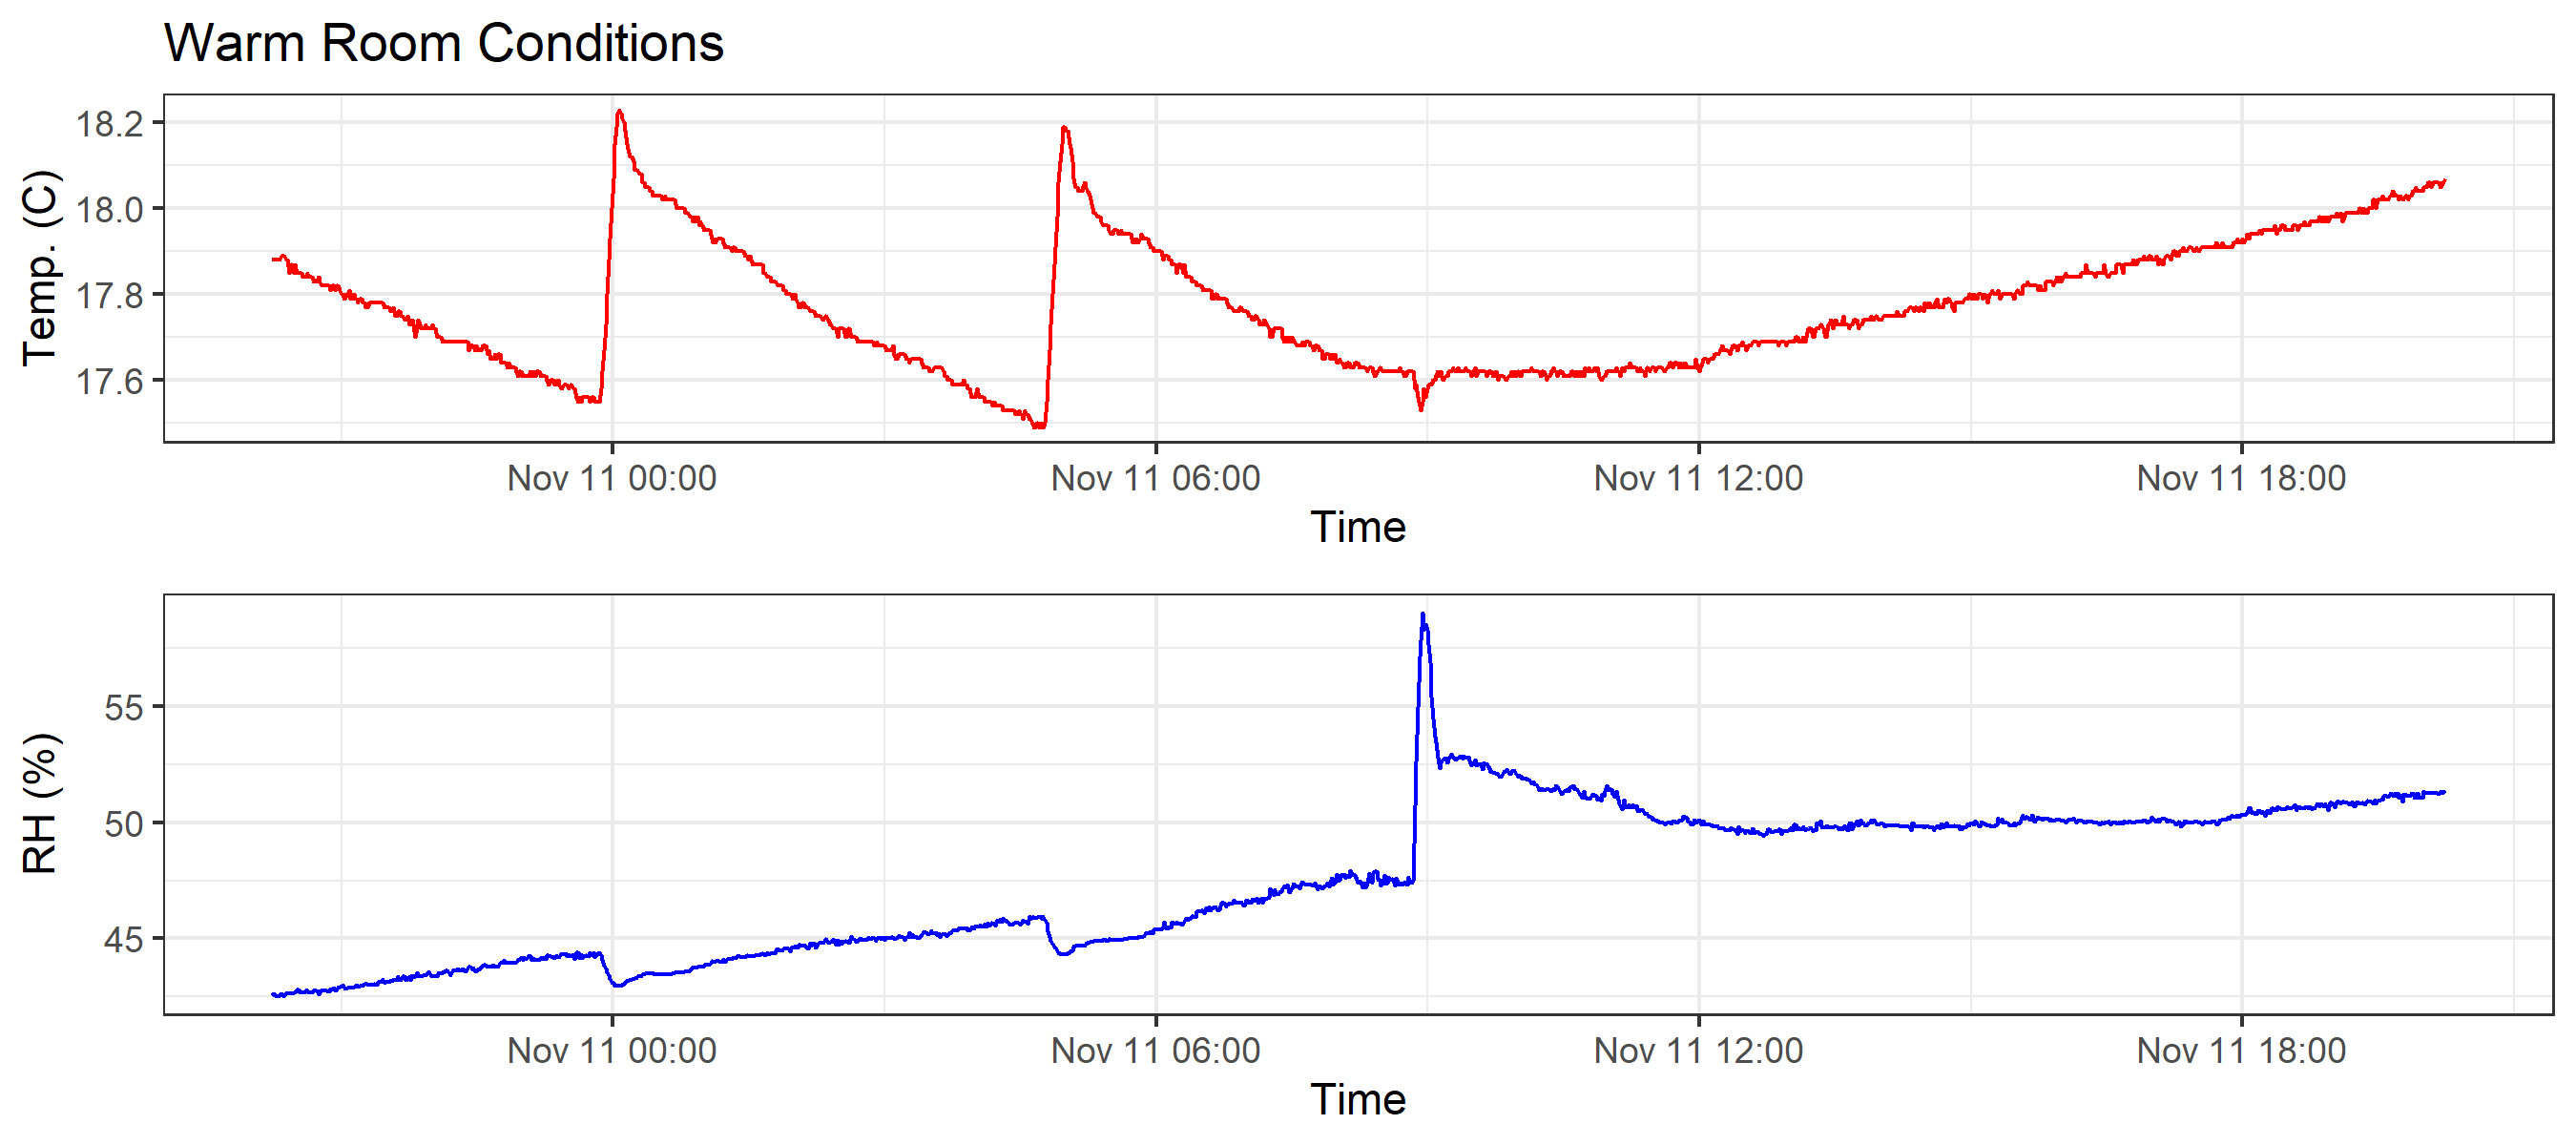 Warm Room Conditions
Temp. (C)
18.2
18.0
17.8
17.6
Nov 11 00:00 Nov 11 06:00 Nov 11 12:00 Nov 11 18:00
Time
RH (%)
55
50
45
Nov 11 00:00 Nov 11 06:00 Nov 11 12:00 Nov 11 18:00
Time